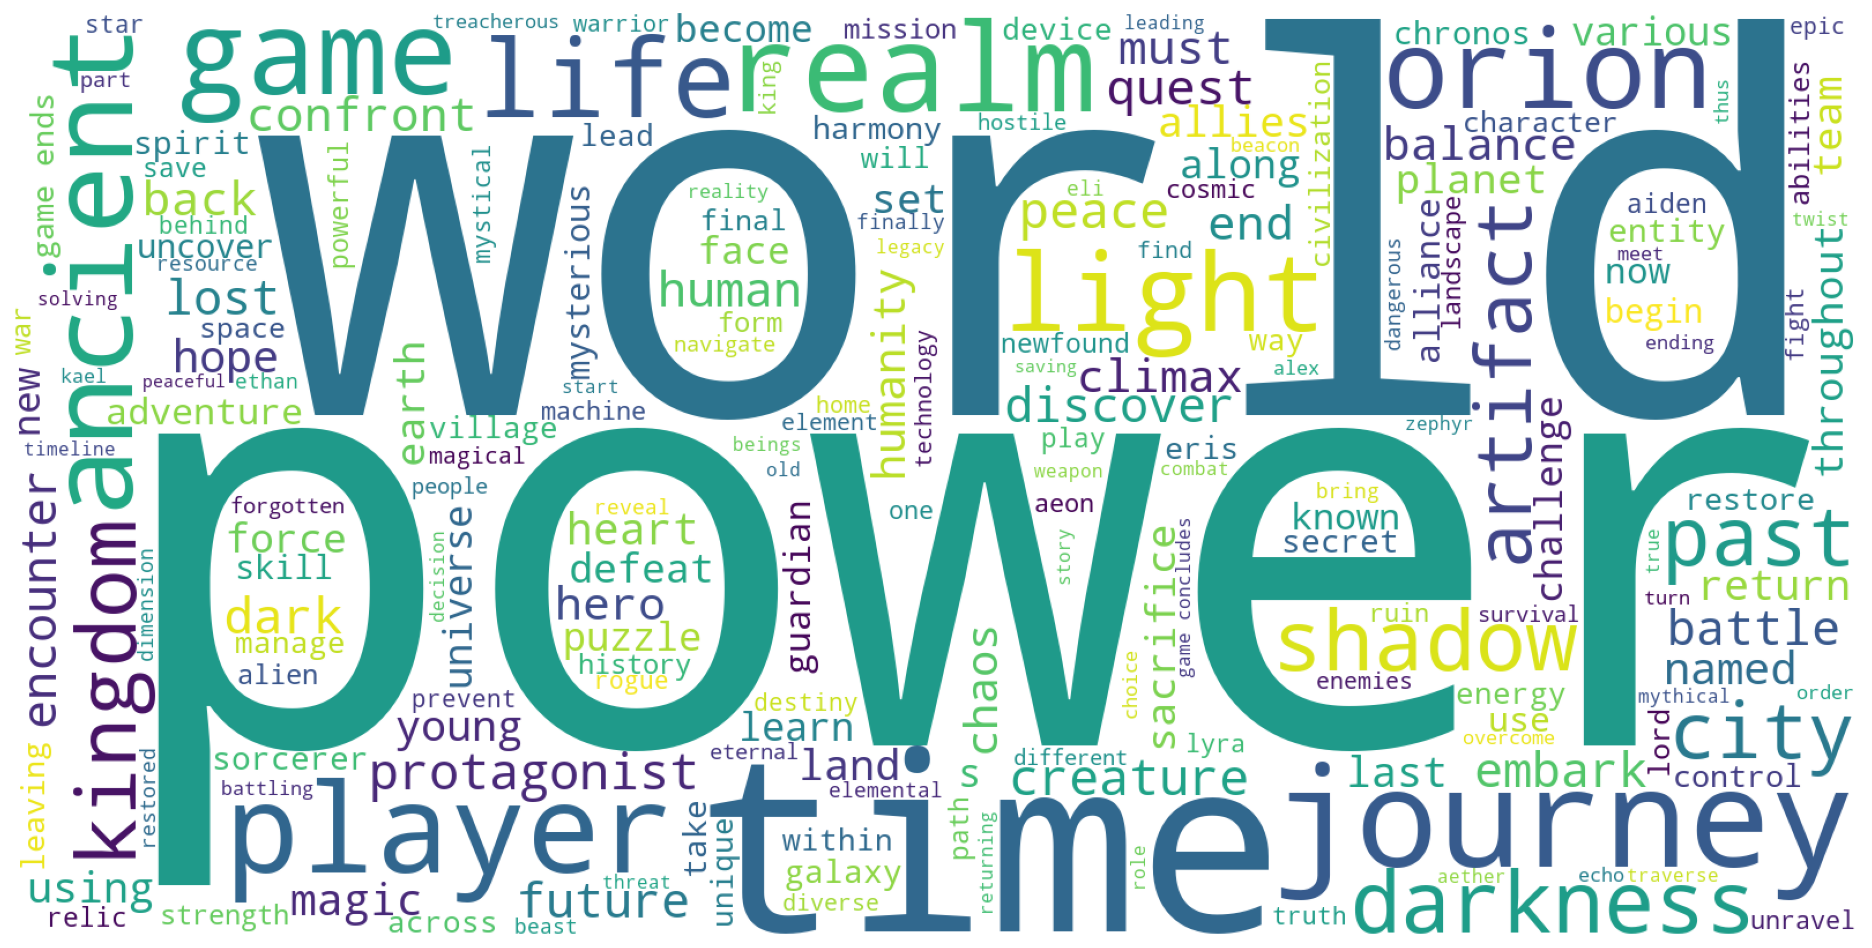 star
treacherous
warrior
become
mission
device
leading
chronos
various
epic
part
ancient
game
life
realm
king
must
quest
orion
abilities
team
confront
lead
harmony
hostile
allies
beacon
civilization
character
thus
game ends
spirit
save
back
behind
uncover
resource
powerful
mystical
mysterious
world
reality
final
face
human
form
navigate
will
set
finally
legacy
along
eli
cosmic
peace
end
light
find
balance
planet
alliance
landscape
artifact
dangerous
aiden
entity
meet
now
begin
ending
twist
throughout
fight
solving
lost
space
hope
war
new
kael
peaceful
ethan
adventure
earth
start
machine
humanity
technology
newfound
saving
way
climax
alex
discover
zephyr
challenge
timeline
village
magical
people
home
element
beings
old
play
weapon
eris
combat
encounter
kingdom
dimension
power
forgotten
force
skill
dark
manage
alien
decision
universe
reveal
heart
defeat
hero
puzzle
history
rogue
guardian
one
aeon
story
chaos
sacrifice
game concludes
choice
bring
known
secret
shadow
ruin
survival
enemies
restore
past
true
return
turn
battle
named
mythical
order
leaving
restored
sorcerer
battling
prevent
young
protagonist
player
destiny
learn
eternal
land
elemental
time
s
different
creature
lyra
energy
use
overcome
last
embark
lord
control
city
journey
using
relic
strength
magic
across
future
beast
threat
take
unique
within
galaxy
diverse
path
returning
role
truth
darkness
aether
echo
traverse
unravel